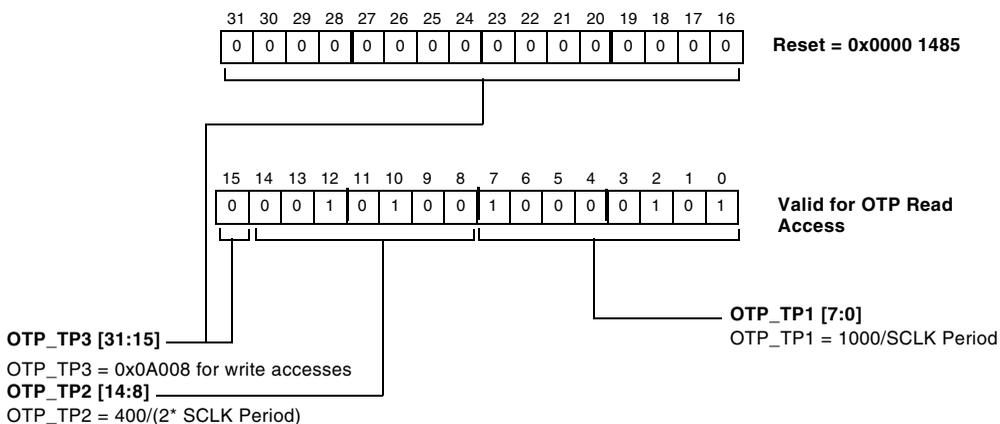 31 30 29 28 27 26 25 24 23 22 21 20 19 18 17 16
0 0 0 0 0 0 0 0 0 0 0 0 0 0 0 0
Reset = 0x0000 1485
15 14 13 12 11 10 9 8 7 6 5 4 3 2 1 0
0 0 0 1 0 1 0 0 1 0 0 0 0 1 0 1
Valid for OTP Read
Access
OTP_TP1 [7:0]
OTP_TP1 = 1000/SCLK Period
OTP_TP3 [31:15]
OTP_TP3 = 0x0A008 for write accesses
OTP_TP2 [14:8]
OTP_TP2 = 400/(2* SCLK Period)